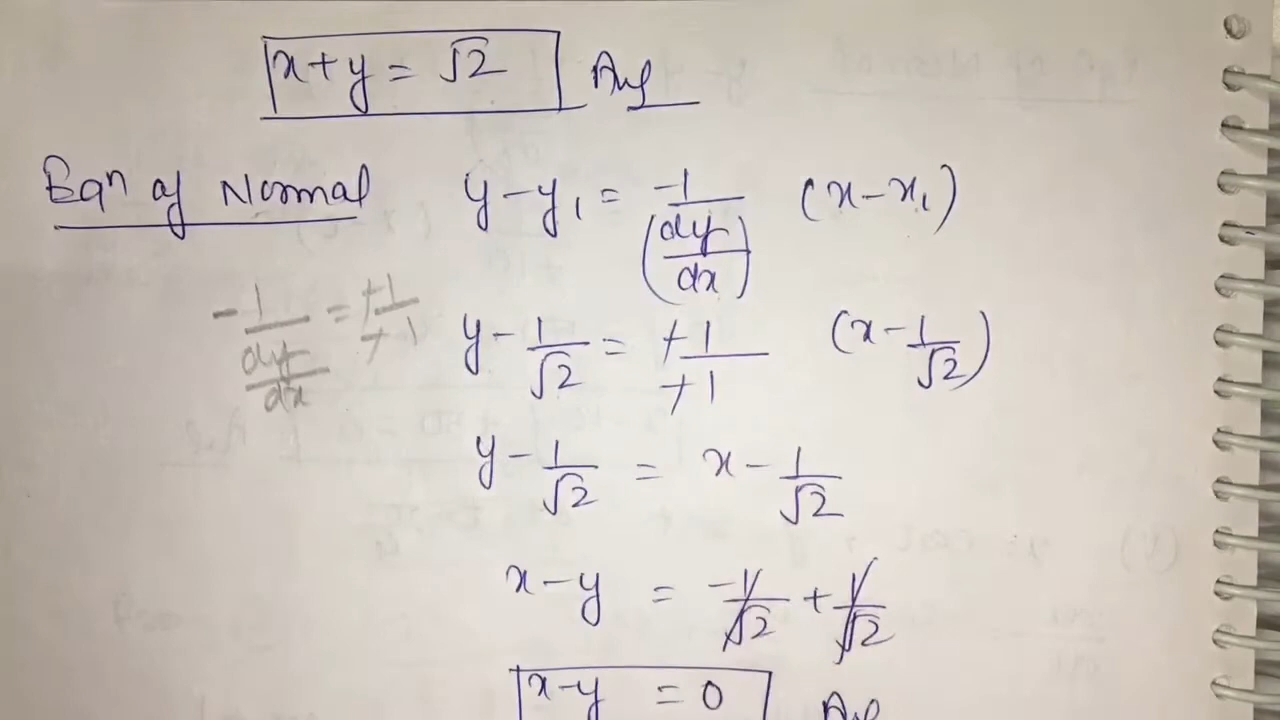 x+y = √2 Ans
Eqn of Normal y-y₁ = -1/(dy/dx) (x-x₁)
-1/(dy/dx) = +1/+1
y - 1/√2 = +1/+1 (x - 1/√2)
y - 1/√2 = x - 1/√2
x-y = -1/√2 + 1/√2
x-y = 0 Ans